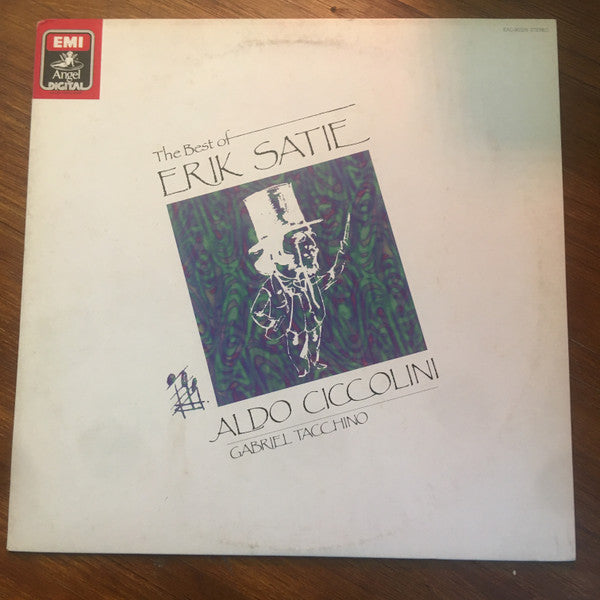 EMI
Angel
DIGITAL
The Best of
ERIK SATIE
ALDO CICCOLINI
GABRIEL TACCHINO